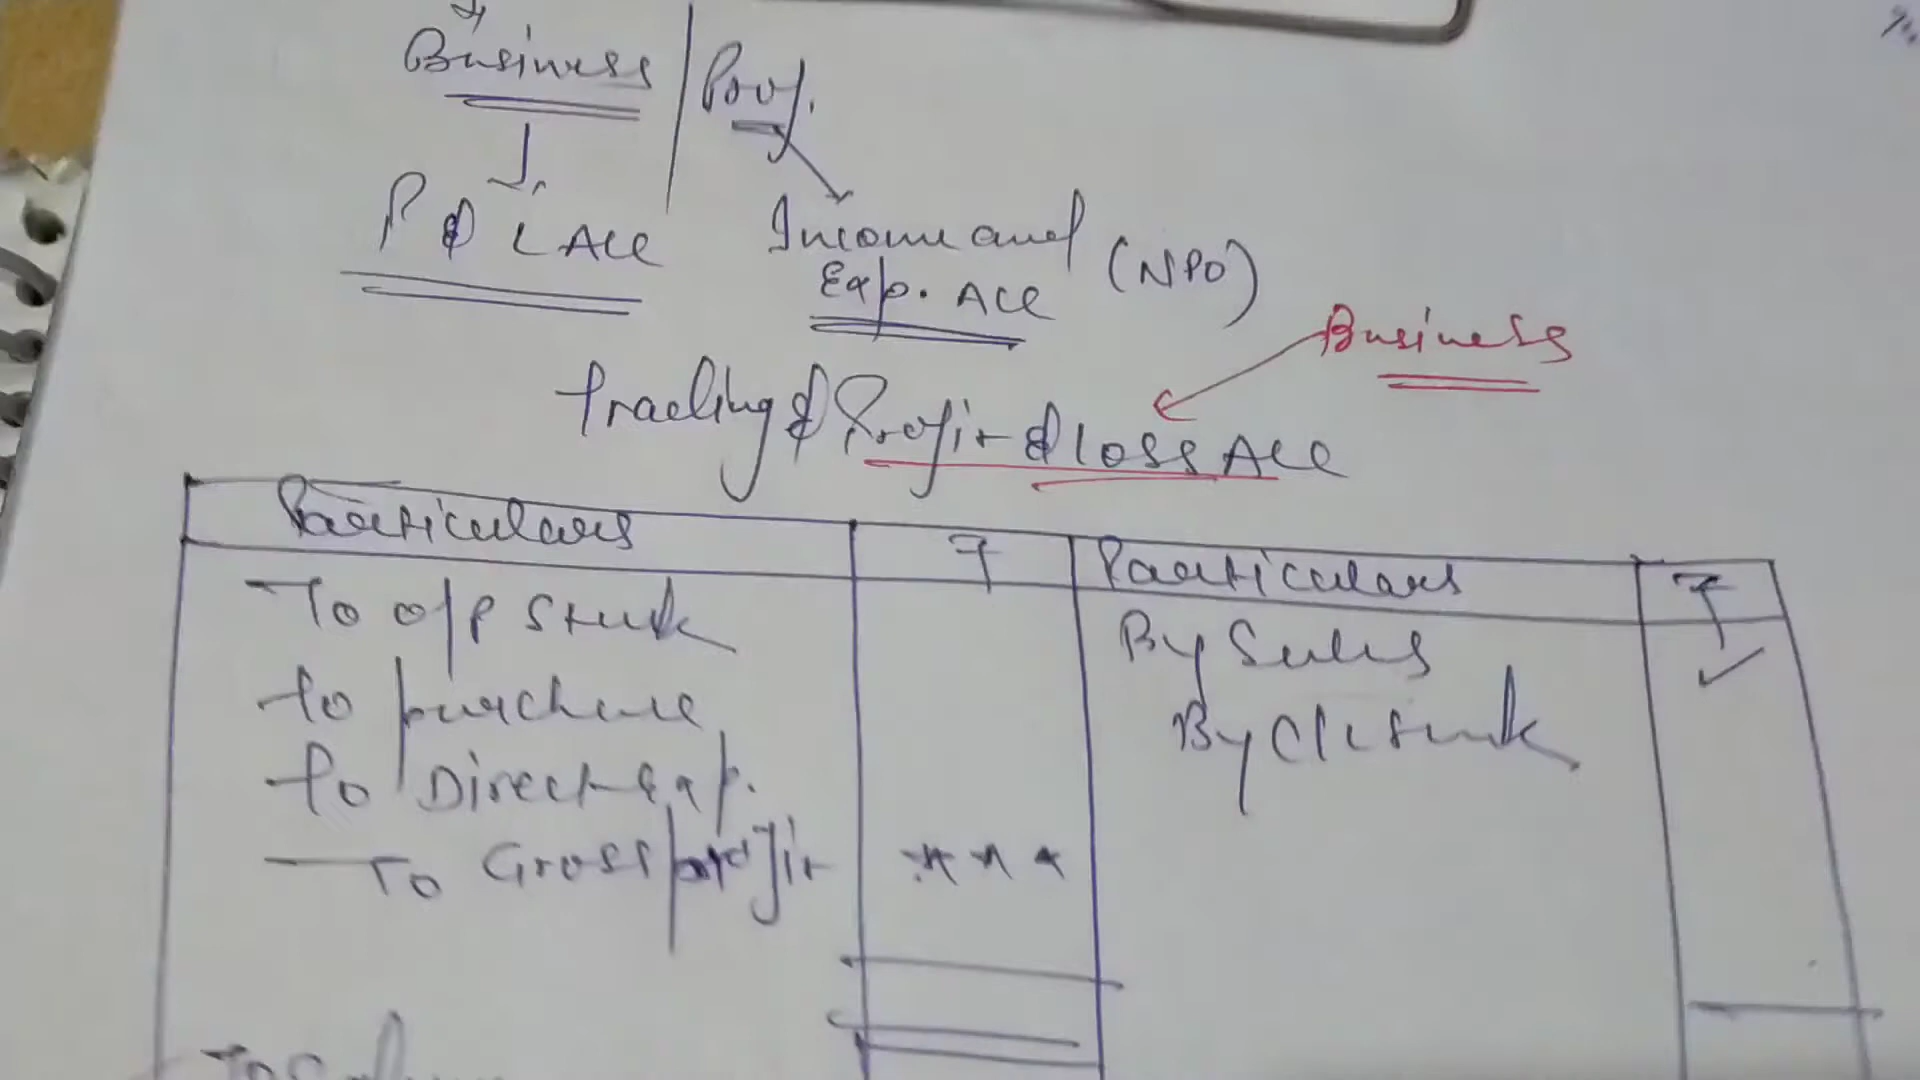 Business | Prof.
P & L A/c
Income and
Exp. A/c
(NPO)
Business
Trading & Profit & Loss A/c
Particulars ₹ Particulars ₹
To o/p Stock
By Sales ✓
To purchase
By Cl. Stock
To Direct Exp.
To Gross profit ***